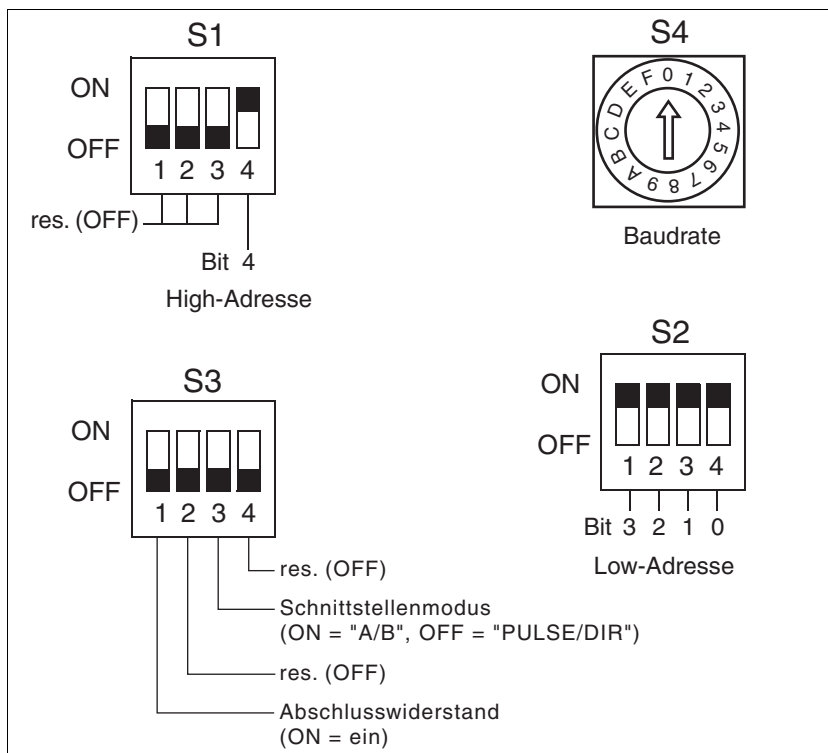 S1
ON
OFF
1 2 3 4
res. (OFF)
Bit 4
High-Adresse
S4
0 1 2 3 4 5 6 7 8 9 A B C D E F
Baudrate
S3
ON
OFF
1 2 3 4
res. (OFF)
Schnittstellenmodus
(ON = "A/B", OFF = "PULSE/DIR")
res. (OFF)
Abschlusswiderstand
(ON = ein)
S2
ON
OFF
1 2 3 4
Bit 3 2 1 0
Low-Adresse